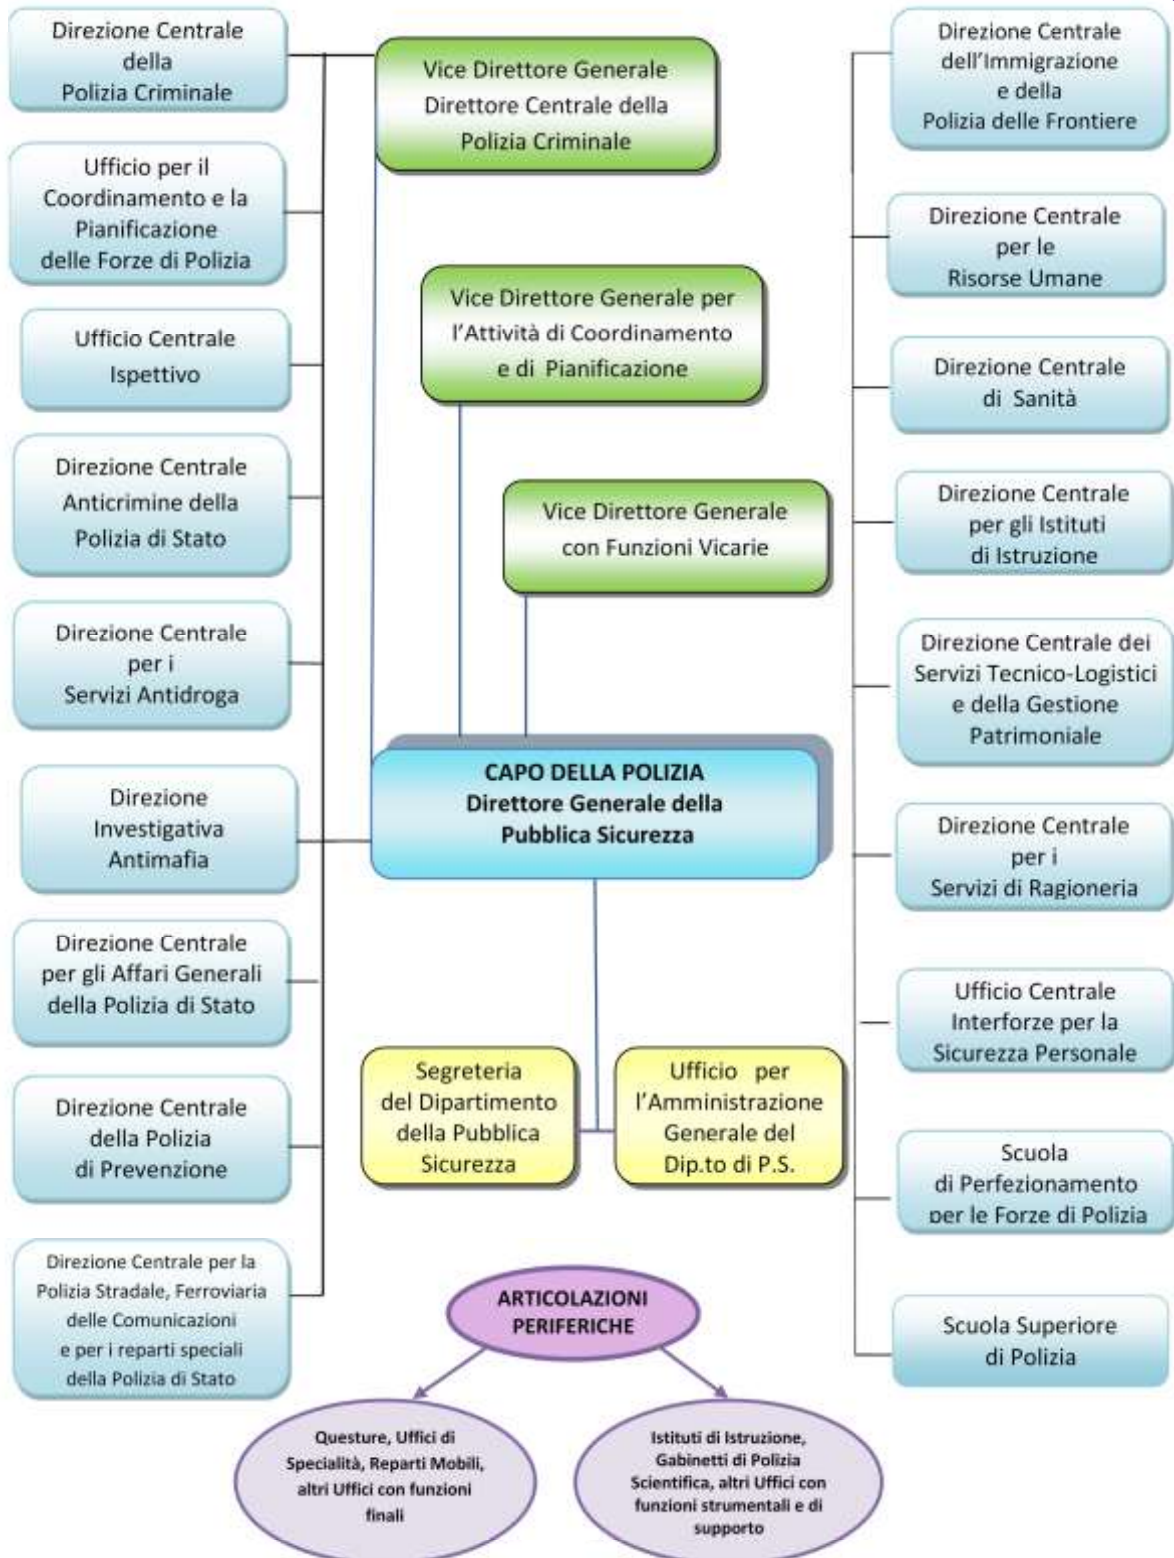 Direzione Centrale
della
Polizia Criminale
Ufficio per il
Coordinamento e la
Pianificazione
delle Forze di Polizia
Ufficio Centrale
Ispettivo
Direzione Centrale
Anticrimine della
Polizia di Stato
Direzione Centrale
per i
Servizi Antidroga
Direzione
Investigativa
Antimafia
Direzione Centrale
per gli Affari Generali
della Polizia di Stato
Direzione Centrale
della Polizia
di Prevenzione
Direzione Centrale per la
Polizia Stradale, Ferroviaria
delle Comunicazioni
e per i reparti speciali
della Polizia di Stato
Vice Direttore Generale
Direttore Centrale della
Polizia Criminale
Vice Direttore Generale per
l'Attività di Coordinamento
e di Pianificazione
Vice Direttore Generale
con Funzioni Vicarie
CAPO DELLA POLIZIA
Direttore Generale della
Pubblica Sicurezza
Segreteria
del Dipartimento
della Pubblica
Sicurezza
Ufficio per
l'Amministrazione
Generale del
Dip.to di P.S.
ARTICOLAZIONI
PERIFERICHE
Questure, Uffici di
Specialità, Reparti Mobili,
altri Uffici con funzioni
finali
Istituti di Istruzione,
Gabinetti di Polizia
Scientifica, altri Uffici con
funzioni strumentali e di
supporto
Direzione Centrale
dell'Immigrazione
e della
Polizia delle Frontiere
Direzione Centrale
per le
Risorse Umane
Direzione Centrale
di Sanità
Direzione Centrale
per gli Istituti
di Istruzione
Direzione Centrale dei
Servizi Tecnico-Logistici
e della Gestione
Patrimoniale
Direzione Centrale
per i
Servizi di Ragioneria
Ufficio Centrale
Interforze per la
Sicurezza Personale
Scuola
di Perfezionamento
per le Forze di Polizia
Scuola Superiore
di Polizia